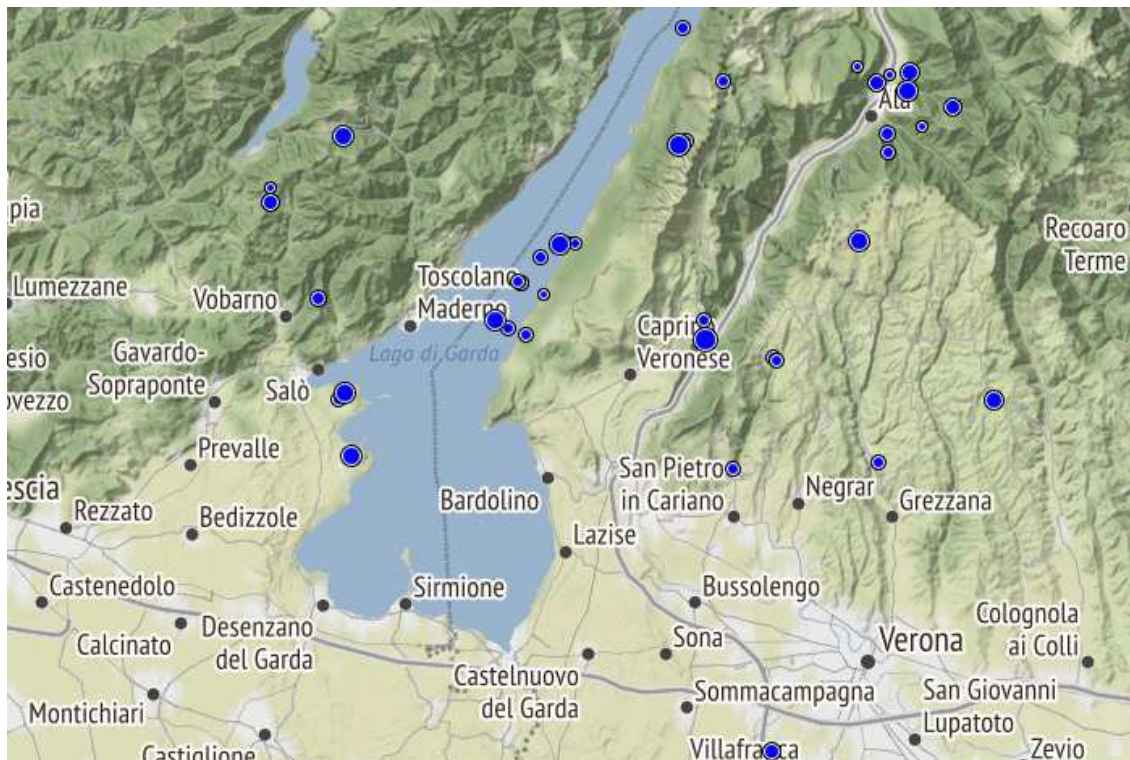 Ala
pia
Recoaro
Terme
Lumezzane
Toscolano
Maderno
Vobarno
Lago di Garda
Caprino
Veronese
esio
Gavardo-
Sopraponte
Salò
ovezzo
Prevalle
San Pietro
in Cariano
escia
Bardolino
Negrar
Grezzana
Rezzato
Bedizzole
Lazise
Castenedolo
Sirmione
Bussolengo
Calcinato
Desenzano
del Garda
Colognola
ai Colli
Sona
Verona
Castelnuovo
del Garda
Sommacampagna
San Giovanni
Lupatoto
Montichiari
Castiglione
Villafranca
Zevio